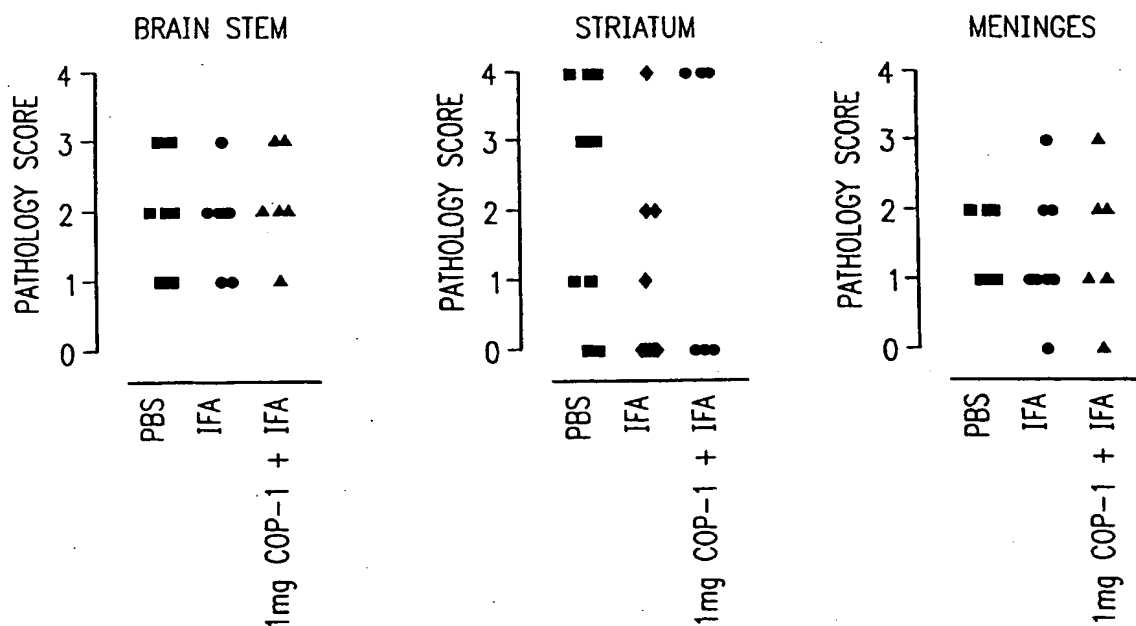 BRAIN STEM
PATHOLOGY SCORE
4
3
2
1
0
PBS
IFA
1mg COP-1 + IFA
STRIATUM
PATHOLOGY SCORE
4
3
2
1
0
PBS
IFA
1mg COP-1 + IFA
MENINGES
PATHOLOGY SCORE
4
3
2
1
0
PBS
IFA
1mg COP-1 + IFA